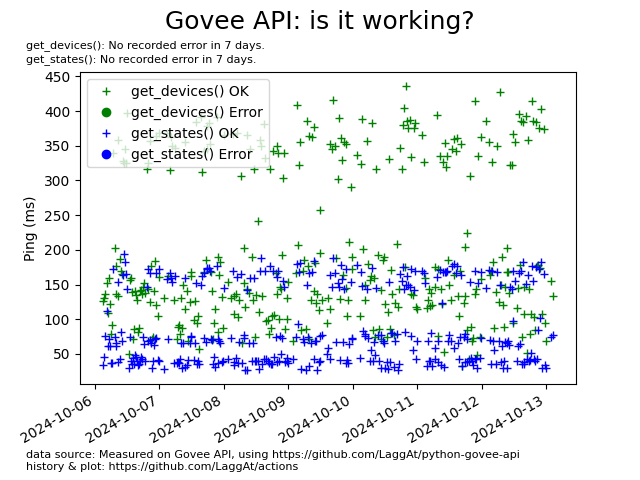 Govee API: is it working?
get_devices(): No recorded error in 7 days.
get_states(): No recorded error in 7 days.
get_devices() OK
get_devices() Error
get_states() OK
get_states() Error
Ping (ms)
450
400
350
300
250
200
150
100
50
2024-10-06
2024-10-07
2024-10-08
2024-10-09
2024-10-10
2024-10-11
2024-10-12
2024-10-13
data source: Measured on Govee API, using https://github.com/LaggAt/python-govee-api
history & plot: https://github.com/LaggAt/actions